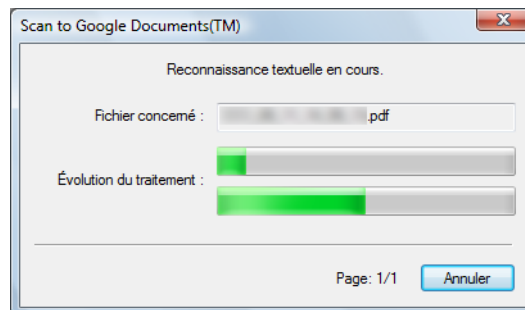 Scan to Google Documents(TM)
Reconnaissance textuelle en cours.
Fichier concerné : .pdf
Évolution du traitement :
Page: 1/1 Annuler